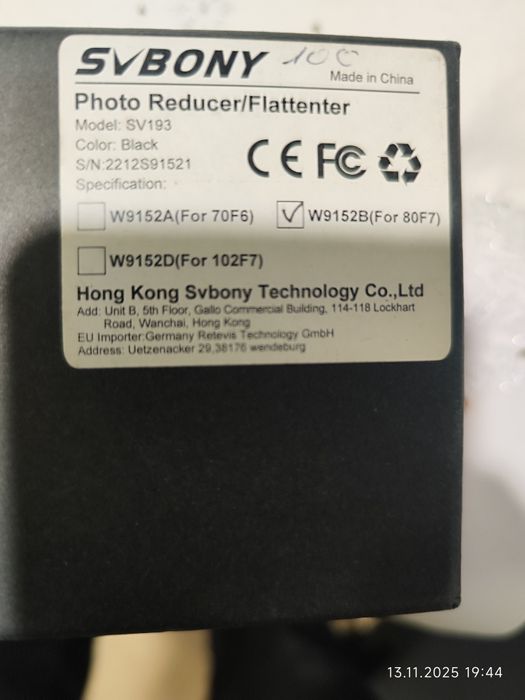 SVBONY 10C
Made in China
Photo Reducer/Flattenter
Model: SV193
Color: Black
S/N:2212S91521
Specification:
CE FC
W9152A(For 70F6) ✓ W9152B(For 80F7)
W9152D(For 102F7)
Hong Kong Svbony Technology Co.,Ltd
Add: Unit B, 5th Floor, Gallo Commercial Building, 114-118 Lockhart
Road, Wanchai, Hong Kong
EU Importer:Germany Retevis Technology GmbH
Address: Uetzenacker 29,38176 wendeburg
13.11.2025 19:44